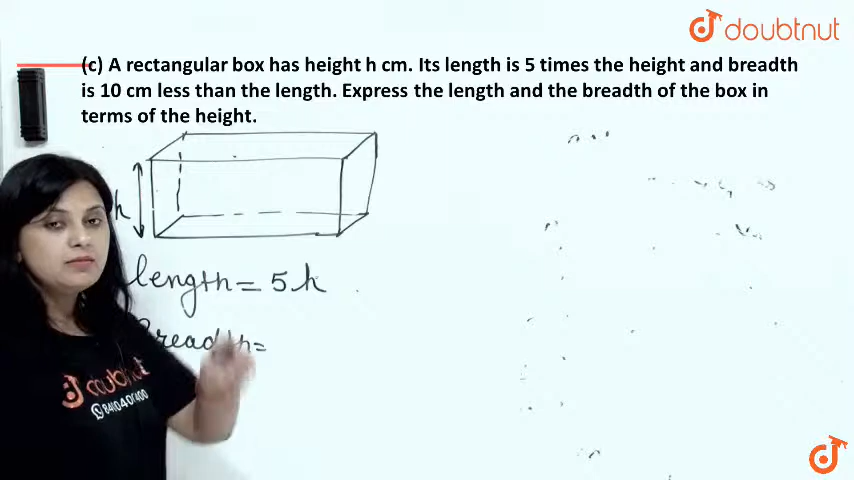 doubtnut
(c) A rectangular box has height h cm. Its length is 5 times the height and breadth
is 10 cm less than the length. Express the length and the breadth of the box in
terms of the height.
h
length = 5h
Breadth =
doubtnut
8410400400